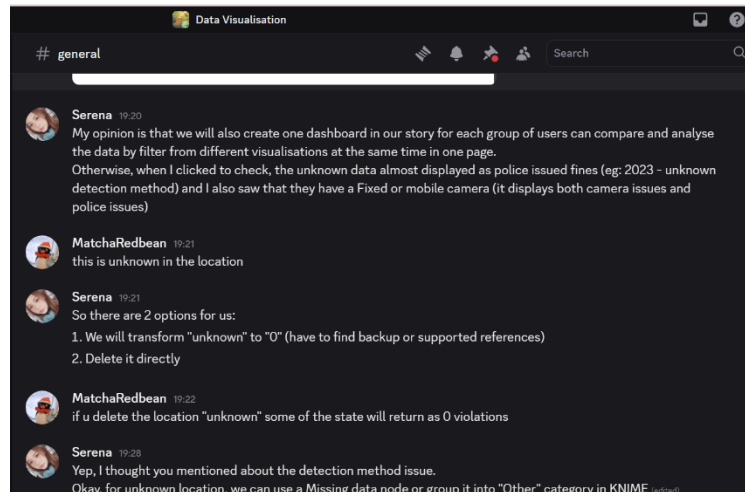 Data Visualisation
# general
Search
Serena 19:20
My opinion is that we will also create one dashboard in our story for each group of users can compare and analyse
the data by filter from different visualisations at the same time in one page.
Otherwise, when I clicked to check, the unknown data almost displayed as police issued fines (eg: 2023 - unknown
detection method) and I also saw that they have a Fixed or mobile camera (it displays both camera issues and
police issues)
MatchaRedbean 19:21
this is unknown in the location
Serena 19:21
So there are 2 options for us:
1. We will transform "unknown" to "0" (have to find backup or supported references)
2. Delete it directly
MatchaRedbean 19:22
if u delete the location "unknown" some of the state will return as 0 violations
Serena 19:28
Yep, I thought you mentioned about the detection method issue.
Okay, for unknown location, we can use a Missing data node or group it into "Other" category in KNIME (edited)